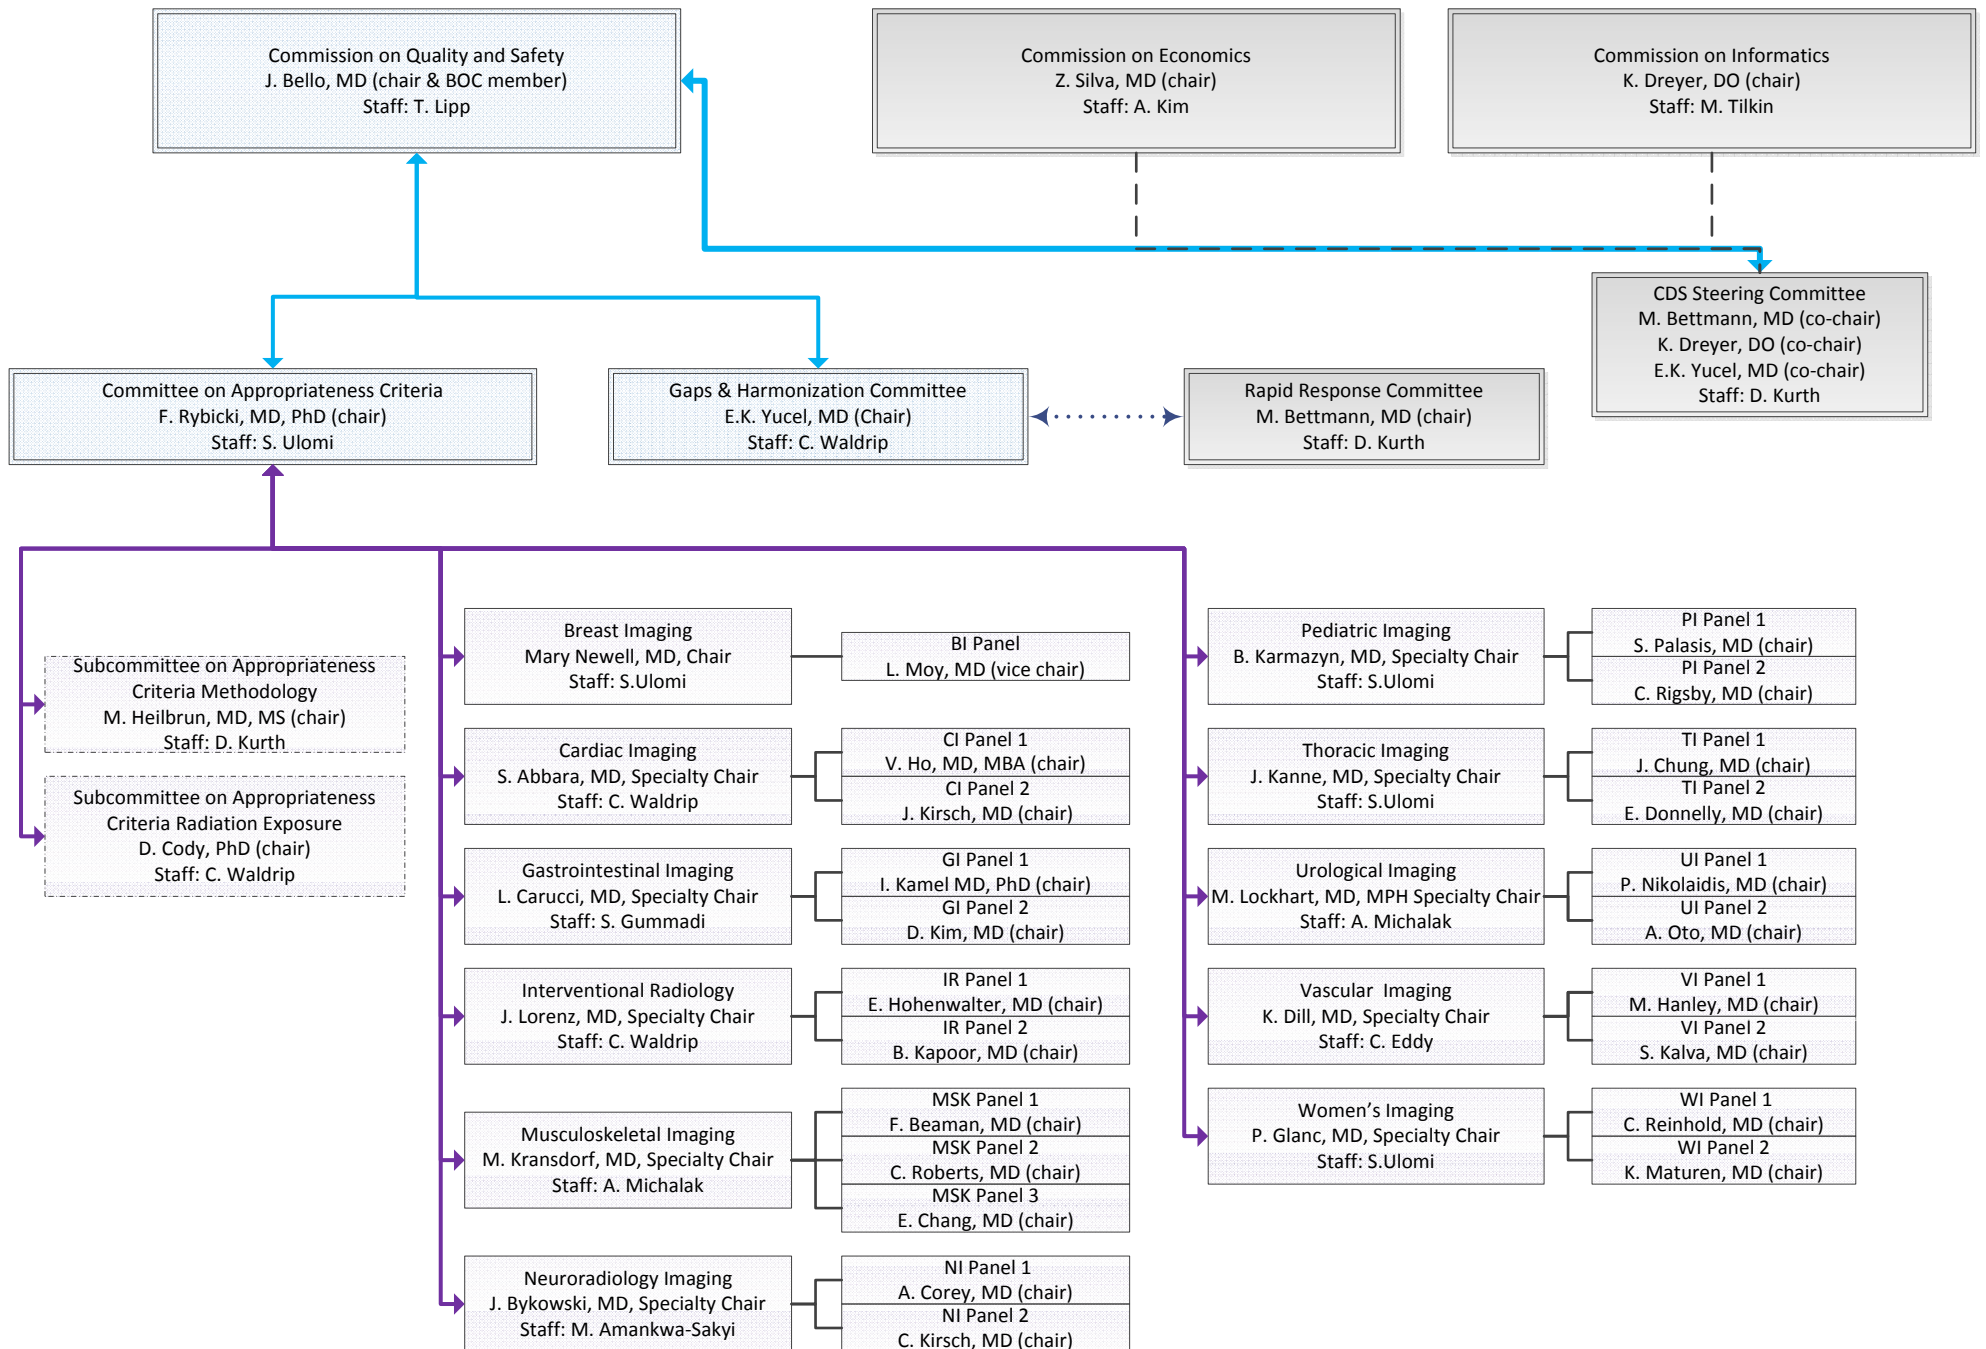 Commission on Quality and Safety
J. Bello, MD (chair & BOC member)
Staff: T. Lipp
Commission on Economics
Z. Silva, MD (chair)
Staff: A. Kim
Commission on Informatics
K. Dreyer, DO (chair)
Staff: M. Tilkin
CDS Steering Committee
M. Bettmann, MD (co-chair)
K. Dreyer, DO (co-chair)
E.K. Yucel, MD (co-chair)
Staff: D. Kurth
Committee on Appropriateness Criteria
F. Rybicki, MD, PhD (chair)
Staff: S. Ulomi
Gaps & Harmonization Committee
E.K. Yucel, MD (Chair)
Staff: C. Waldrip
Rapid Response Committee
M. Bettmann, MD (chair)
Staff: D. Kurth
Subcommittee on Appropriateness
Criteria Methodology
M. Heilbrun, MD, MS (chair)
Staff: D. Kurth
Subcommittee on Appropriateness
Criteria Radiation Exposure
D. Cody, PhD (chair)
Staff: C. Waldrip
Breast Imaging
Mary Newell, MD, Chair
Staff: S.Ulomi
BI Panel
L. Moy, MD (vice chair)
Cardiac Imaging
S. Abbara, MD, Specialty Chair
Staff: C. Waldrip
CI Panel 1
V. Ho, MD, MBA (chair)
CI Panel 2
J. Kirsch, MD (chair)
Gastrointestinal Imaging
L. Carucci, MD, Specialty Chair
Staff: S. Gummadi
GI Panel 1
I. Kamel MD, PhD (chair)
GI Panel 2
D. Kim, MD (chair)
Interventional Radiology
J. Lorenz, MD, Specialty Chair
Staff: C. Waldrip
IR Panel 1
E. Hohenwalter, MD (chair)
IR Panel 2
B. Kapoor, MD (chair)
Musculoskeletal Imaging
M. Kransdorf, MD, Specialty Chair
Staff: A. Michalak
MSK Panel 1
F. Beaman, MD (chair)
MSK Panel 2
C. Roberts, MD (chair)
MSK Panel 3
E. Chang, MD (chair)
Neuroradiology Imaging
J. Bykowski, MD, Specialty Chair
Staff: M. Amankwa-Sakyi
NI Panel 1
A. Corey, MD (chair)
NI Panel 2
C. Kirsch, MD (chair)
Pediatric Imaging
B. Karmazyn, MD, Specialty Chair
Staff: S.Ulomi
PI Panel 1
S. Palasis, MD (chair)
PI Panel 2
C. Rigsby, MD (chair)
Thoracic Imaging
J. Kanne, MD, Specialty Chair
Staff: S.Ulomi
TI Panel 1
J. Chung, MD (chair)
TI Panel 2
E. Donnelly, MD (chair)
Urological Imaging
M. Lockhart, MD, MPH Specialty Chair
Staff: A. Michalak
UI Panel 1
P. Nikolaidis, MD (chair)
UI Panel 2
A. Oto, MD (chair)
Vascular  Imaging
K. Dill, MD, Specialty Chair
Staff: C. Eddy
VI Panel 1
M. Hanley, MD (chair)
VI Panel 2
S. Kalva, MD (chair)
Women’s Imaging
P. Glanc, MD, Specialty Chair
Staff: S.Ulomi
WI Panel 1
C. Reinhold, MD (chair)
WI Panel 2
K. Maturen, MD (chair)